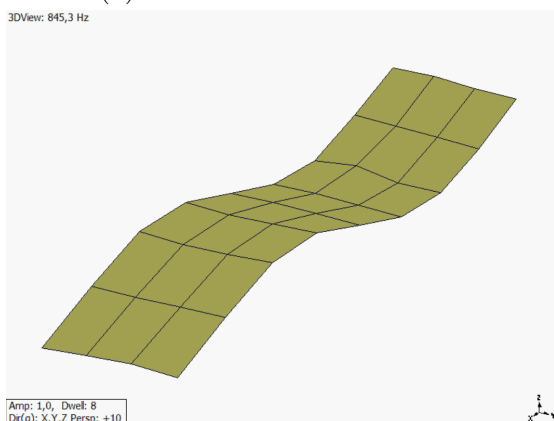 3DView: 845,3 Hz
Amp: 1,0, Dwell: 8
Dir(q): X,Y,Z Persp: +10
z
x